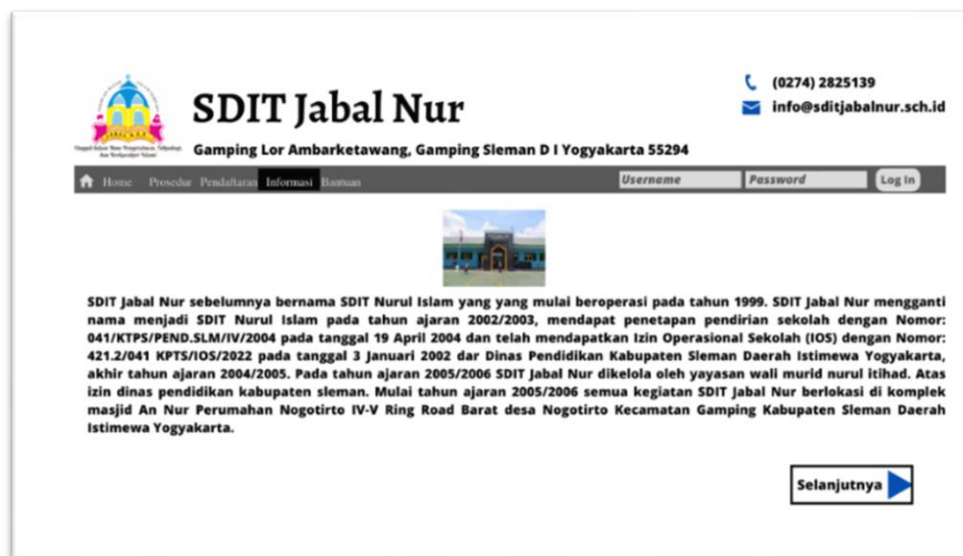 SDIT Jabal Nur
(0274) 2825139
info@sditjabalnur.sch.id
Gamping Lor Ambarketawang, Gamping Sleman D I Yogyakarta 55294
Home Prosedur Pendaftaran Informasi Bantuan Username Password Log In
SDIT Jabal Nur sebelumnya bernama SDIT Nurul Islam yang yang mulai beroperasi pada tahun 1999. SDIT Jabal Nur mengganti
nama menjadi SDIT Nurul Islam pada tahun ajaran 2002/2003, mendapat penetapan pendirian sekolah dengan Nomor:
041/KTPS/PEND.SLM/IV/2004 pada tanggal 19 April 2004 dan telah mendapatkan Izin Operasional Sekolah (IOS) dengan Nomor:
421.2/041 KPTS/IOS/2022 pada tanggal 3 Januari 2002 dar Dinas Pendidikan Kabupaten Sleman Daerah Istimewa Yogyakarta,
akhir tahun ajaran 2004/2005. Pada tahun ajaran 2005/2006 SDIT Jabal Nur dikelola oleh yayasan wali murid nurul itihad. Atas
izin dinas pendidikan kabupaten sleman. Mulai tahun ajaran 2005/2006 semua kegiatan SDIT Jabal Nur berlokasi di komplek
masjid An Nur Perumahan Nogotirto IV-V Ring Road Barat desa Nogotirto Kecamatan Gamping Kabupaten Sleman Daerah
Istimewa Yogyakarta.
Selanjutnya